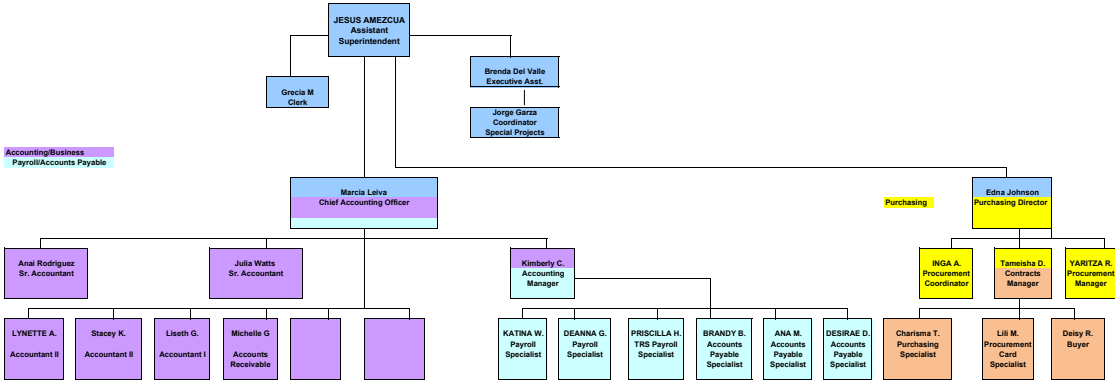 JESUS AMEZCUA
Assistant
Superintendent
Brenda Del Valle
Executive Asst.
Grecia M
Clerk
Jorge Garza
Coordinator
Special Projects
Accounting/Business
Payroll/Accounts Payable
Marcia Leiva
Chief Accounting Officer
Purchasing
Edna Johnson
Purchasing Director
Anai Rodriguez
Sr. Accountant
Julia Watts
Sr. Accountant
Kimberly C.
Accounting
Manager
INGA A.
Procurement
Coordinator
Tameisha D.
Contracts
Manager
YARITZA R.
Procurement
Manager
LYNETTE A.
Accountant II
Stacey K.
Accountant II
Liseth G.
Accountant I
Michelle G
Accounts
Receivable
KATINA W.
Payroll
Specialist
DEANNA G.
Payroll
Specialist
PRISCILLA H.
TRS Payroll
Specialist
BRANDY B.
Accounts
Payable
Specialist
ANA M.
Accounts
Payable
Specialist
DESIRAE D.
Accounts
Payable
Specialist
Charisma T.
Purchasing
Specialist
Lili M.
Procurement
Card
Specialist
Deisy R.
Buyer